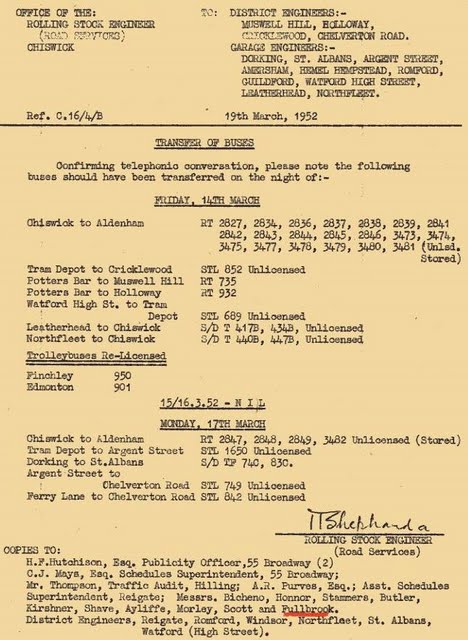 OFFICE OF THE:
ROLLING STOCK ENGINEER
(ROAD SERVICES)
CHISWICK
TO: DISTRICT ENGINEERS:-
MUSWELL HILL, HOLLOWAY,
CRICKLEWOOD, CHELVERTON ROAD.
GARAGE ENGINEERS:-
DORKING, ST. ALBANS, ARGENT STREET,
AMERSHAM, HEMEL HEMPSTEAD, ROMFORD,
GUILDFORD, WATFORD HIGH STREET,
LEATHERHEAD, NORTHFLEET.
Ref. C.16/4/B 19th March, 1952
TRANSFER OF BUSES
Confirming telephonic conversation, please note the following
buses should have been transferred on the night of:-
FRIDAY, 14TH MARCH
Chiswick to Aldenham RT 2827, 2834, 2836, 2837, 2838, 2839, 2841
2842, 2843, 2844, 2845, 2846, 3473, 3474,
3475, 3477, 3478, 3479, 3480, 3481 (Unlsd.
Stored)
Tram Depot to Cricklewood STL 852 Unlicensed
Potters Bar to Muswell Hill RT 735
Potters Bar to Holloway RT 932
Watford High St. to Tram
Depot STL 689 Unlicensed
Leatherhead to Chiswick S/D T 417B, 434B, Unlicensed
Northfleet to Chiswick S/D T 440B, 447B, Unlicensed
Trolleybuses Re-Licensed
Finchley 950
Edmonton 901
15/16.3.52 - N I L
MONDAY, 17TH MARCH
Chiswick to Aldenham RT 2847, 2848, 2849, 3482 Unlicensed (Stored)
Tram Depot to Argent Street STL 1650 Unlicensed
Dorking to St.Albans S/D TF 74C, 83C.
Argent Street to
Chelverton Road STL 749 Unlicensed
Ferry Lane to Chelverton Road STL 842 Unlicensed
ROLLING STOCK ENGINEER
(Road Services)
COPIES TO:
H.F.Hutchison, Esq. Publicity Officer,55 Broadway (2)
C.J. Mays, Esq. Schedules Superintendent, 55 Broadway;
Mr. Thompson, Traffic Audit, Hilling; A.R. Purves, Esq.; Asst. Schedules
Superintendent, Reigate; Messrs. Bicheno, Honnor, Stammers, Butler,
Kirshner, Shave, Ayliffe, Morley, Scott and Fullbrook.
District Engineers, Reigate, Romford, Windsor, Northfleet, St. Albans,
Watford (High Street).